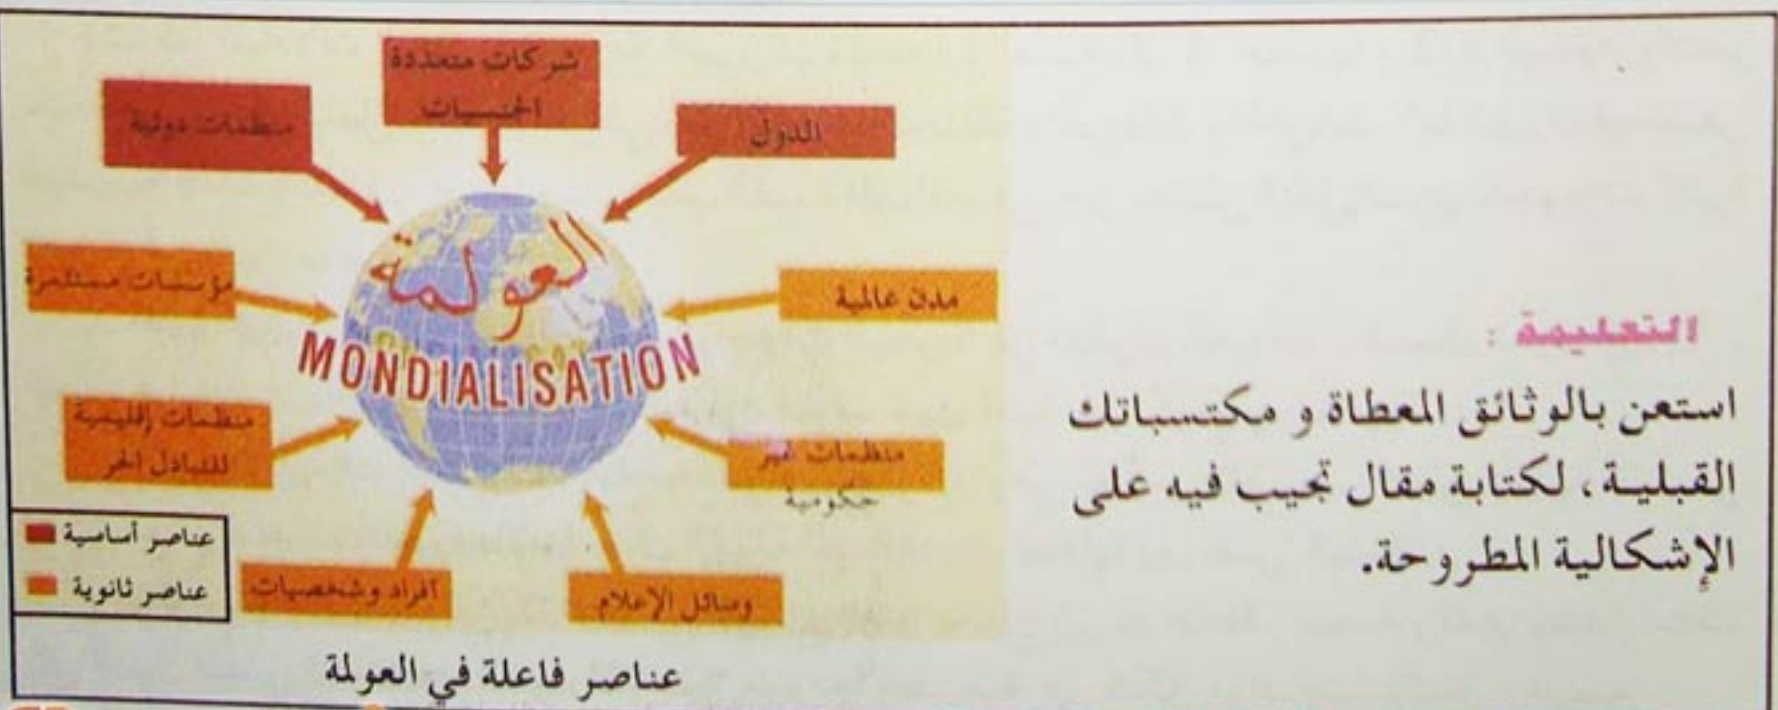 شركات متعددة
الجنسيات
الدول
منظمات دولية
العولمة
MONDIALISATION
مؤسسات مستثمرة
مدن عالمية
منظمات إقليمية
للتبادل الحر
منظمات غير
حكومية
أفراد وشخصيات
وسائل الإعلام
عناصر أساسية
عناصر ثانوية
عناصر فاعلة في العولمة
التعليمة :
استعن بالوثائق المعطاة و مكتسباتك
القبلية، لكتابة مقال تجيب فيه على
الإشكالية المطروحة.